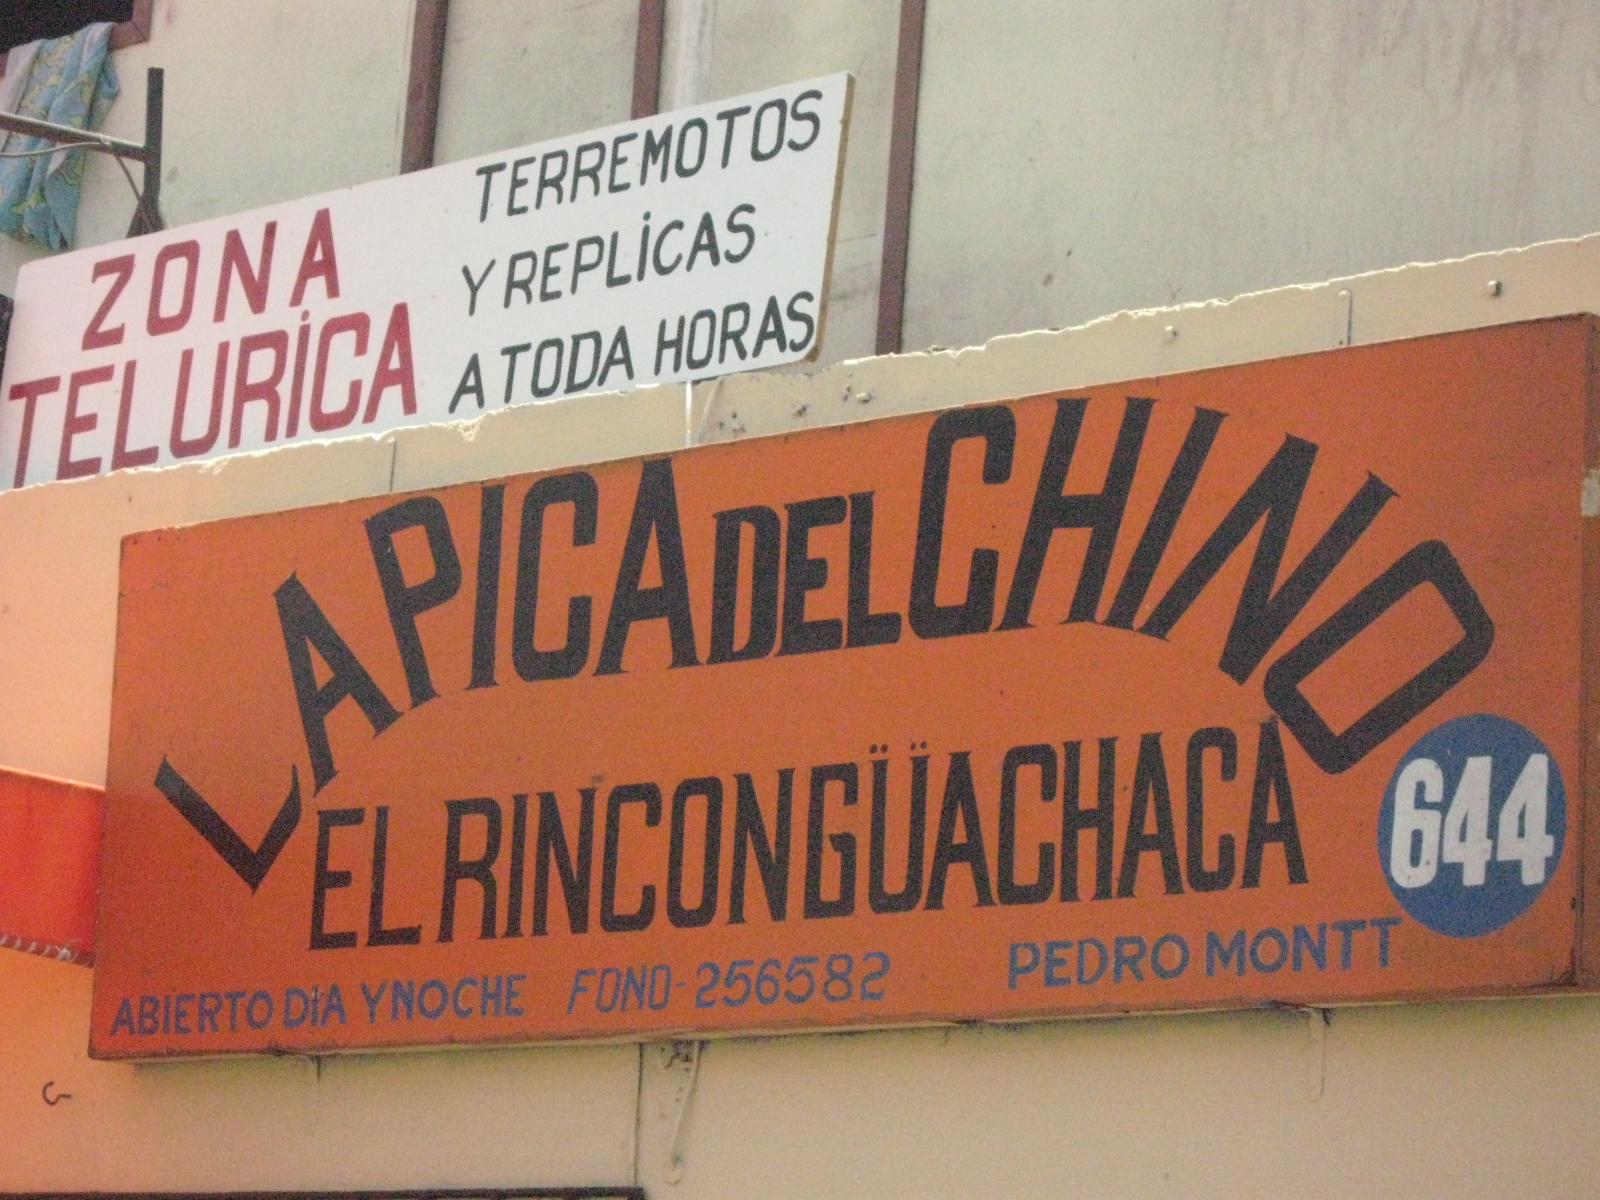 ZONA
TELURICA
TERREMOTOS
Y REPLICAS
A TODA HORAS
LA PICA DEL CHINO
EL RINCON GÜACHACA
644
ABIERTO DIA Y NOCHE FONO-256582 PEDRO MONTT